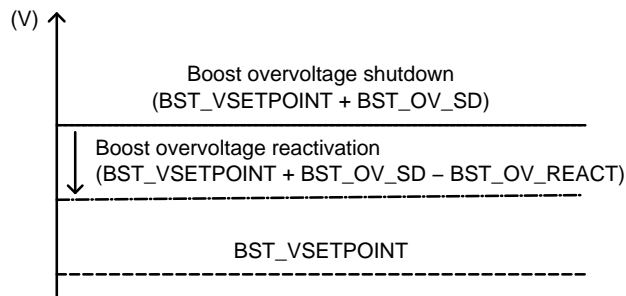 (V)
Boost overvoltage shutdown
(BST_VSETPOINT + BST_OV_SD)
Boost overvoltage reactivation
(BST_VSETPOINT + BST_OV_SD − BST_OV_REACT)
BST_VSETPOINT